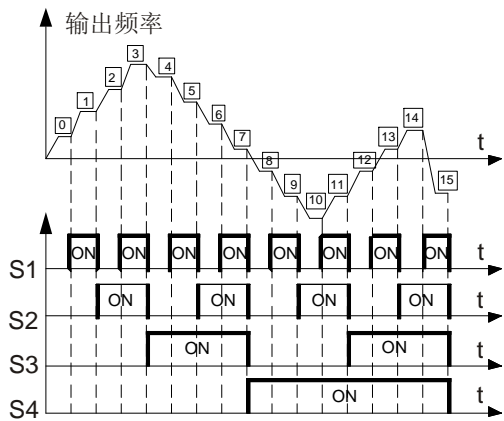 输出频率
0
1
2
3
4
5
6
7
8
9
10
11
12
13
14
15
t
S1 ON ON ON ON ON ON ON ON t
S2 ON ON ON ON t
S3 ON ON t
S4 ON t